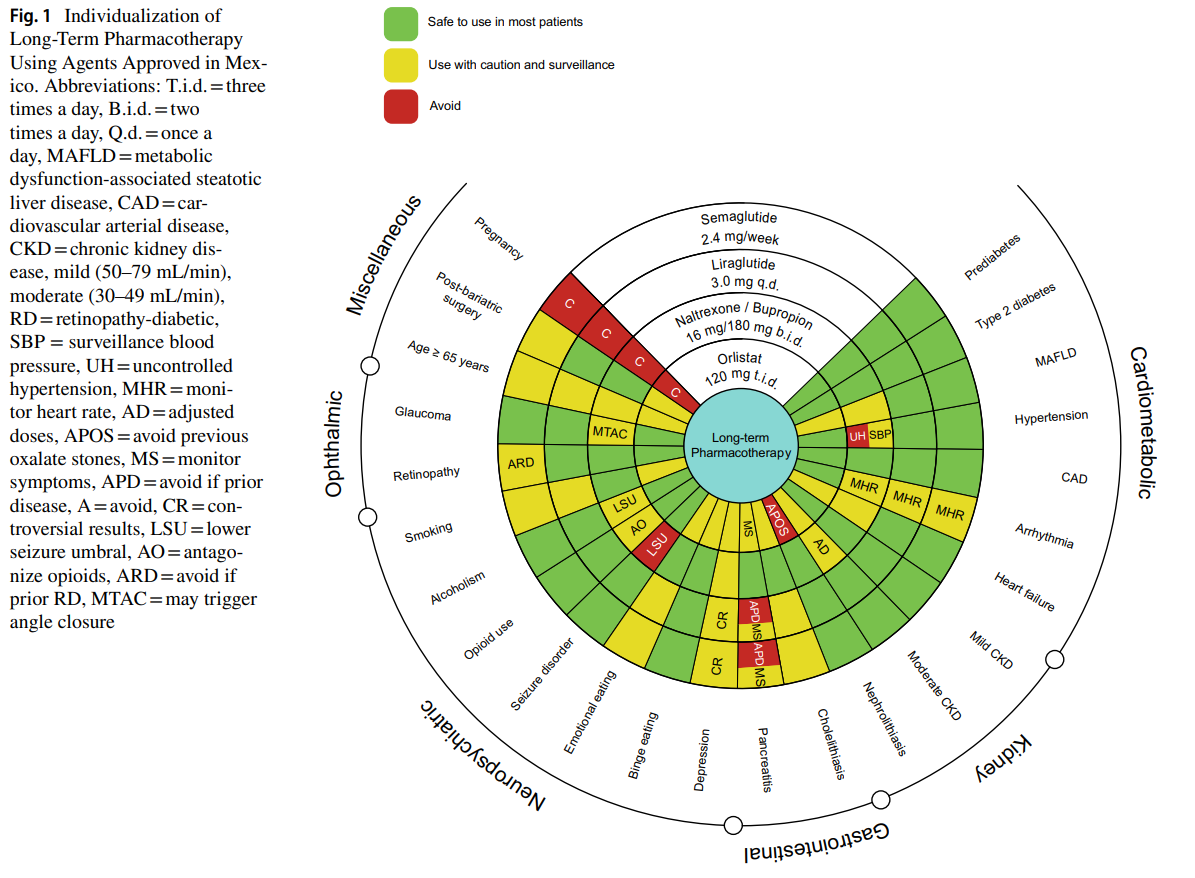 Fig. 1 Individualization of
Long-Term Pharmacotherapy
Using Agents Approved in Mex-
ico. Abbreviations: T.i.d. = three
times a day, B.i.d. = two
times a day, Q.d. = once a
day, MAFLD = metabolic
dysfunction-associated steatotic
liver disease, CAD = car-
diovascular arterial disease,
CKD = chronic kidney dis-
ease, mild (50–79 mL/min),
moderate (30–49 mL/min),
RD = retinopathy-diabetic,
SBP = surveillance blood
pressure, UH = uncontrolled
hypertension, MHR = moni-
tor heart rate, AD = adjusted
doses, APOS = avoid previous
oxalate stones, MS = monitor
symptoms, APD = avoid if prior
disease, A = avoid, CR = con-
troversial results, LSU = lower
seizure umbral, AO = antago-
nize opioids, ARD = avoid if
prior RD, MTAC = may trigger
angle closure
Safe to use in most patients
Use with caution and surveillance
Avoid
Semaglutide
2.4 mg/week
Liraglutide
3.0 mg q.d.
Naltrexone / Bupropion
16 mg/180 mg b.i.d.
Orlistat
120 mg t.i.d.
Long-term
Pharmacotherapy
Cardiometabolic
Prediabetes
Type 2 diabetes
MAFLD
Hypertension
CAD
Arrhythmia
Heart failure
Kidney
Mild CKD
Moderate CKD
Nephrolithiasis
Gastrointestinal
Cholelithiasis
Pancreatitis
Neuropsychiatric
Depression
Binge eating
Emotional eating
Seizure disorder
Opioid use
Alcoholism
Smoking
Ophthalmic
Retinopathy
Glaucoma
Miscellaneous
Age ≥ 65 years
Post-bariatric
surgery
Pregnancy
C
C
C
C
UH
SBP
MHR
MHR
MHR
AD
APOS
MS
APD
MS
APD
MS
CR
CR
LSU
AO
LSU
ARD
MTAC